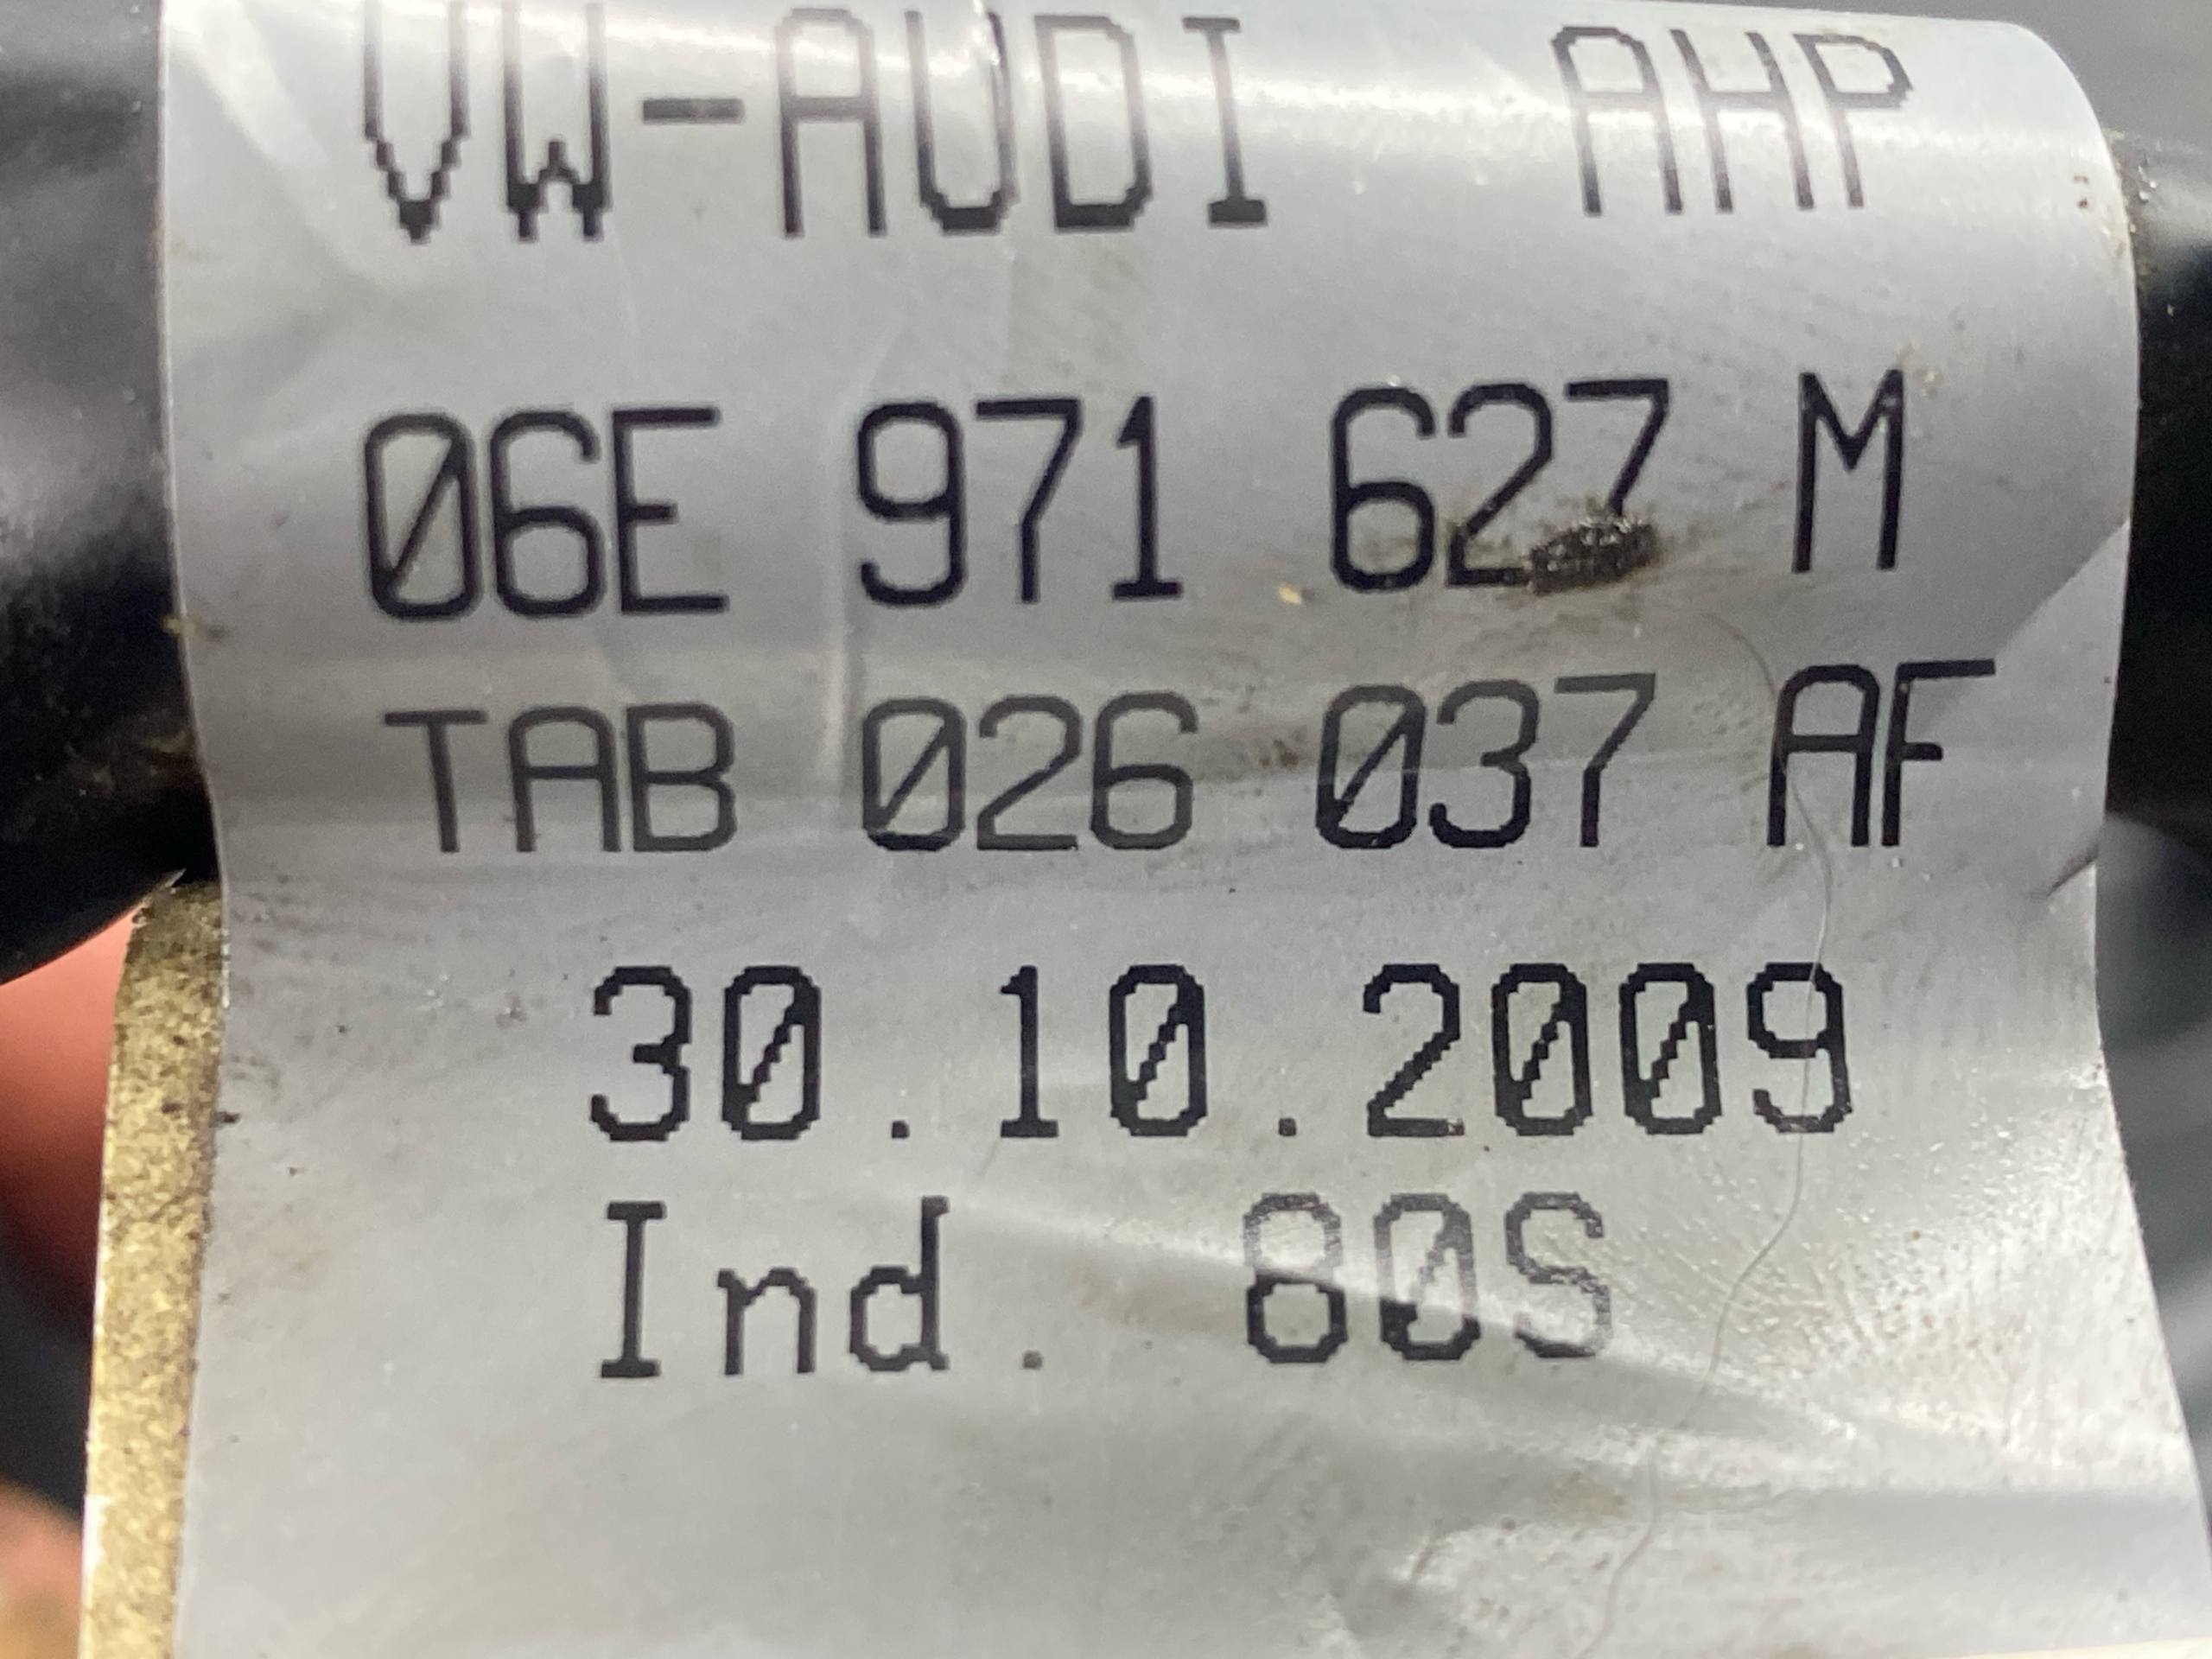 VW-AUDI AHP
06E 971 627 M
TAB 026 037 AF
30.10.2009
Ind. 80S